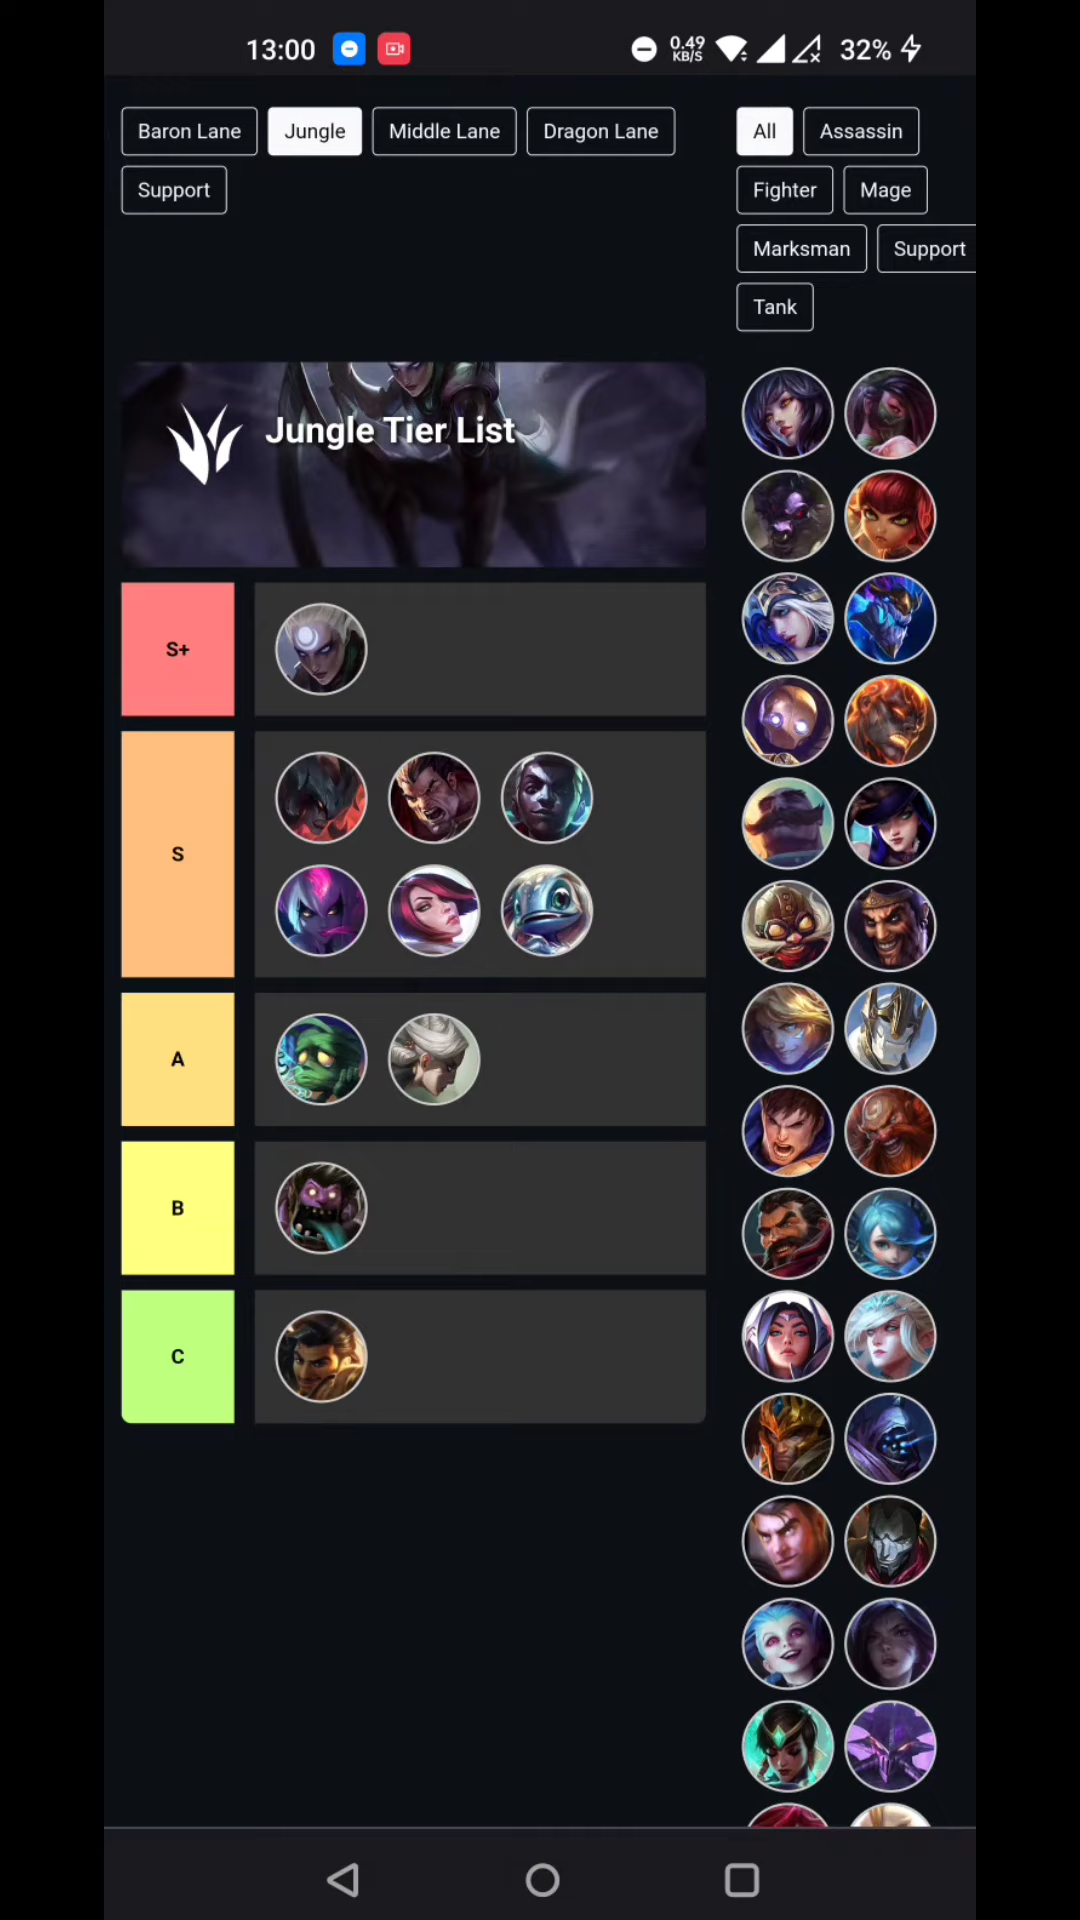 13:00
0.49
KB/S
32%
Baron Lane
Jungle
Middle Lane
Dragon Lane
Support
All
Assassin
Fighter
Mage
Marksman
Support
Tank
Jungle Tier List
S+
S
A
B
C